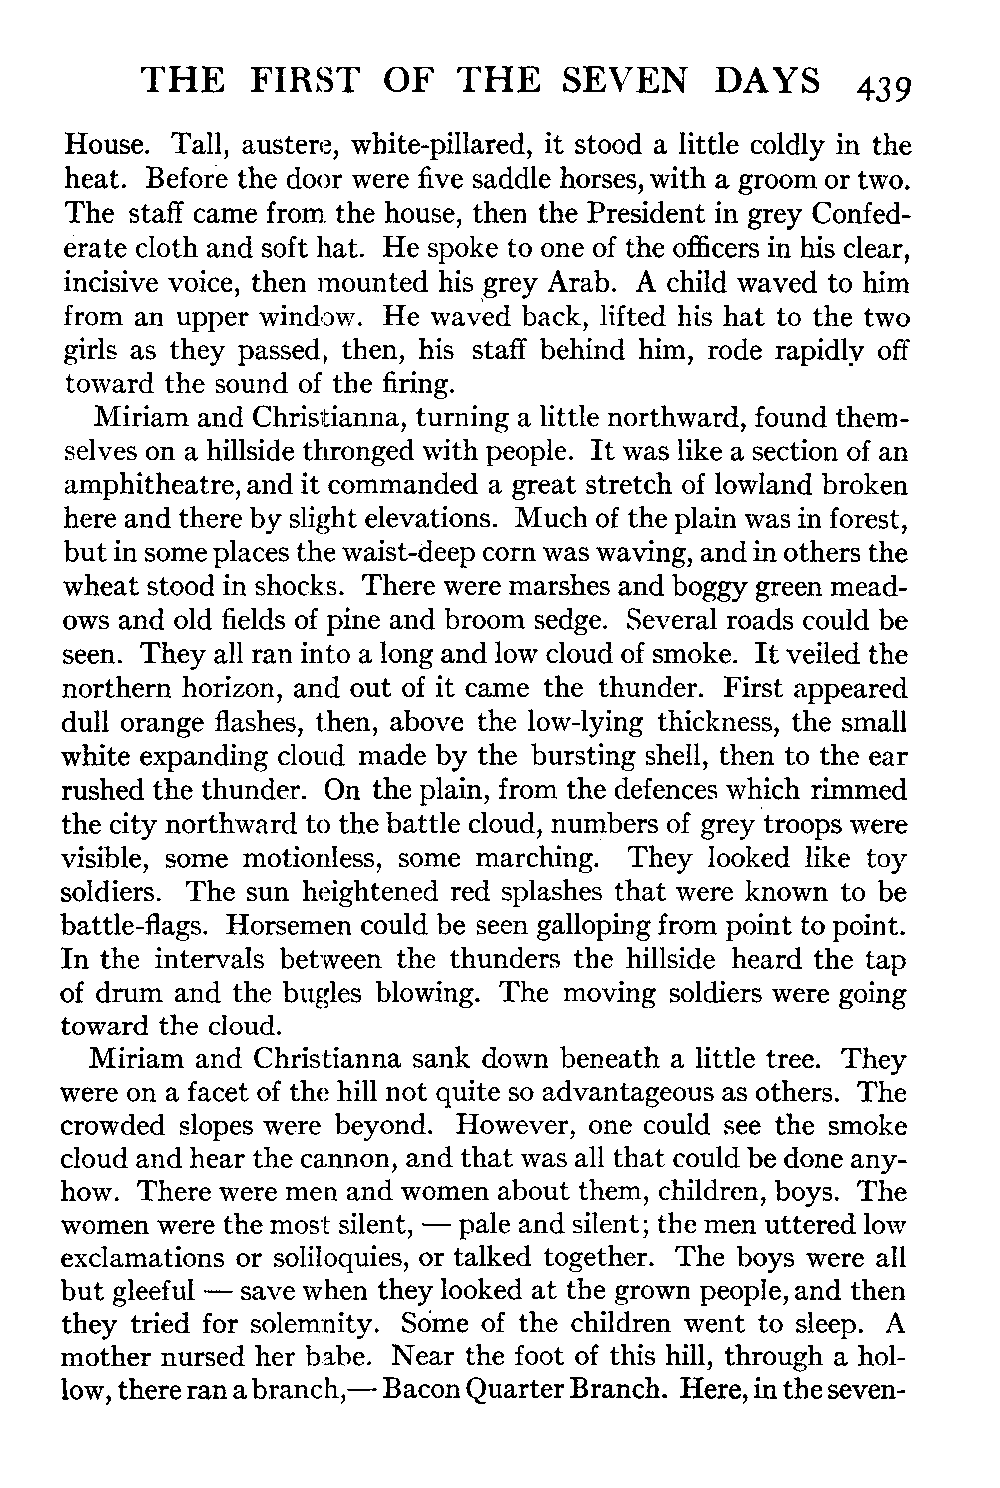 THE FIRST OF THE SEVEN DAYS 439
House. Tall, austere, white-pillared, it stood a little coldly in the
heat. Before the door were five saddle horses, with a groom or two.
The staff came from the house, then the President in grey Confed-
erate cloth and soft hat. He spoke to one of the officers in his clear,
incisive voice, then mounted his grey Arab. A child waved to him
from an upper window. He waved back, lifted his hat to the two
girls as they passed, then, his staff behind him, rode rapidly off
toward the sound of the firing.
Miriam and Christianna, turning a little northward, found them-
selves on a hillside thronged with people. It was like a section of an
amphitheatre, and it commanded a great stretch of lowland broken
here and there by slight elevations. Much of the plain was in forest,
but in some places the waist-deep corn was waving, and in others the
wheat stood in shocks. There were marshes and boggy green mead-
ows and old fields of pine and broom sedge. Several roads could be
seen. They all ran into a long and low cloud of smoke. It veiled the
northern horizon, and out of it came the thunder. First appeared
dull orange flashes, then, above the low-lying thickness, the small
white expanding cloud made by the bursting shell, then to the ear
rushed the thunder. On the plain, from the defences which rimmed
the city northward to the battle cloud, numbers of grey troops were
visible, some motionless, some marching. They looked like toy
soldiers. The sun heightened red splashes that were known to be
battle-flags. Horsemen could be seen galloping from point to point.
In the intervals between the thunders the hillside heard the tap
of drum and the bugles blowing. The moving soldiers were going
toward the cloud.
Miriam and Christianna sank down beneath a little tree. They
were on a facet of the hill not quite so advantageous as others. The
crowded slopes were beyond. However, one could see the smoke
cloud and hear the cannon, and that was all that could be done any-
how. There were men and women about them, children, boys. The
women were the most silent, — pale and silent; the men uttered low
exclamations or soliloquies, or talked together. The boys were all
but gleeful — save when they looked at the grown people, and then
they tried for solemnity. Some of the children went to sleep. A
mother nursed her babe. Near the foot of this hill, through a hol-
low, there ran a branch,— Bacon Quarter Branch. Here, in the seven-